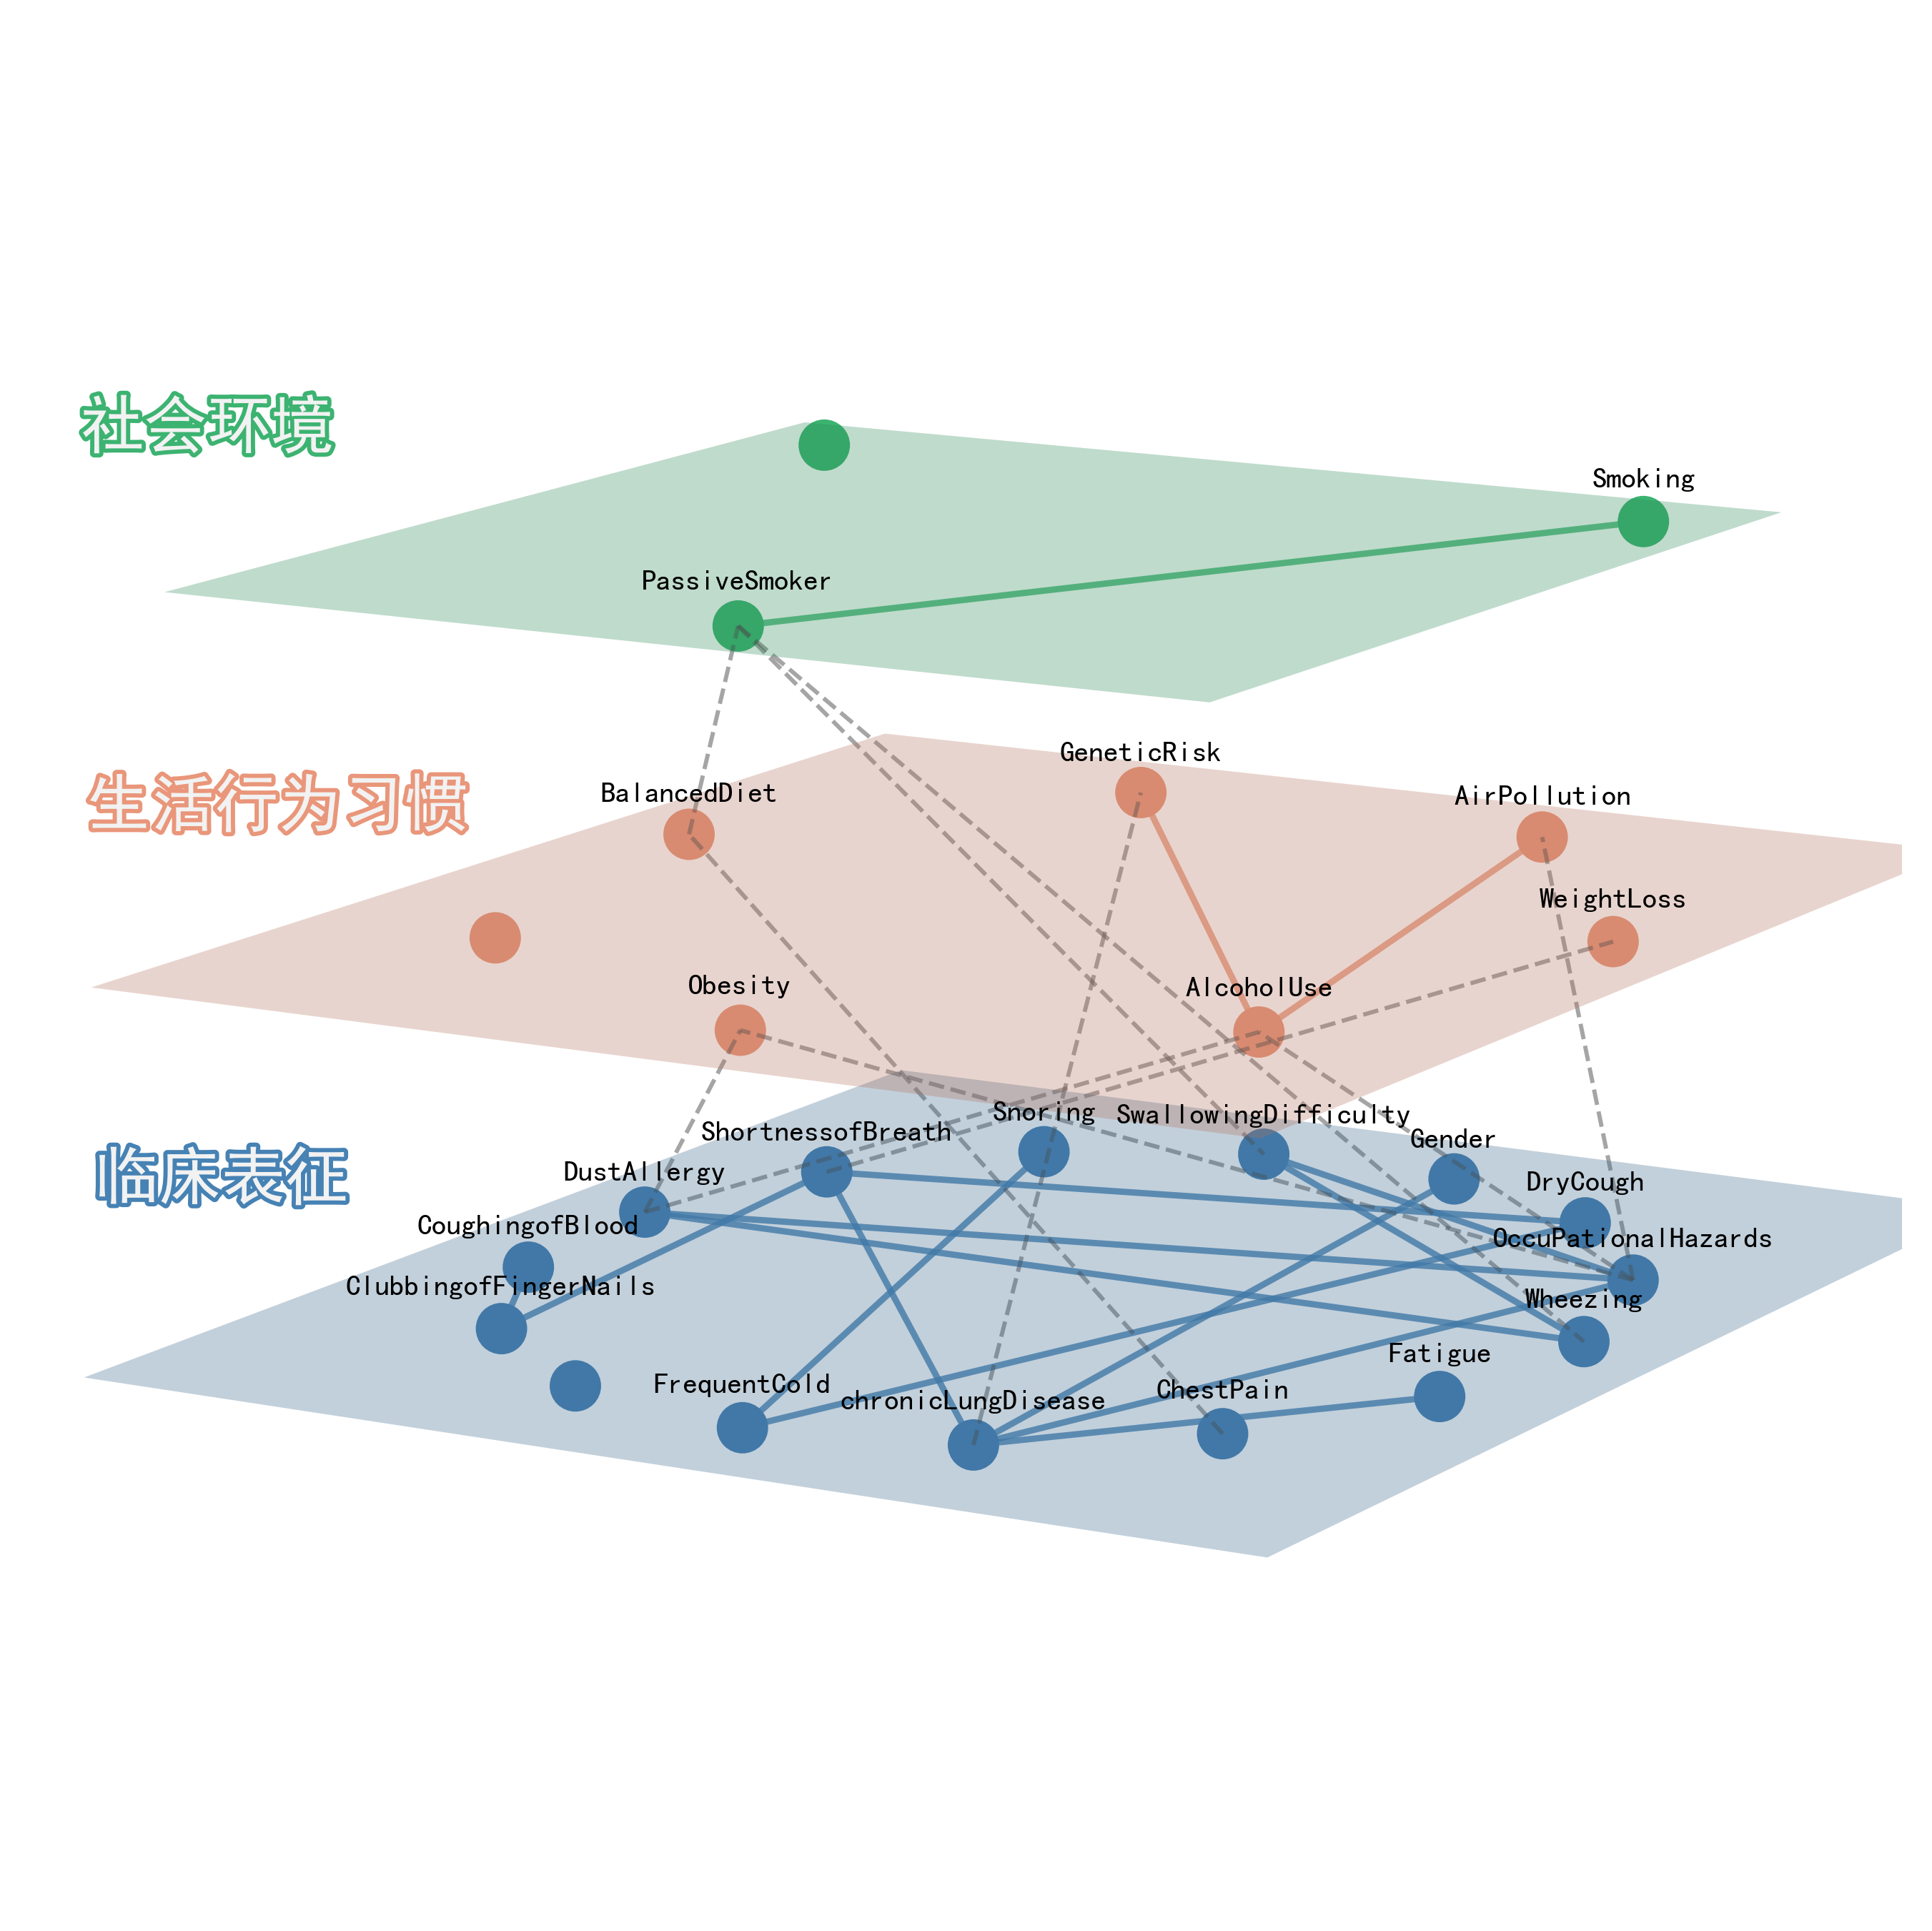 社会环境
Smoking
PassiveSmoker
生活行为习惯
GeneticRisk
BalancedDiet
AirPollution
WeightLoss
Obesity
AlcoholUse
临床表征
Snoring
SwallowingDifficulty
ShortnessofBreath
Gender
DustAllergy
DryCough
CoughingofBlood
OccuPationalHazards
ClubbingofFingerNails
Wheezing
Fatigue
FrequentCold
ChestPain
chronicLungDisease